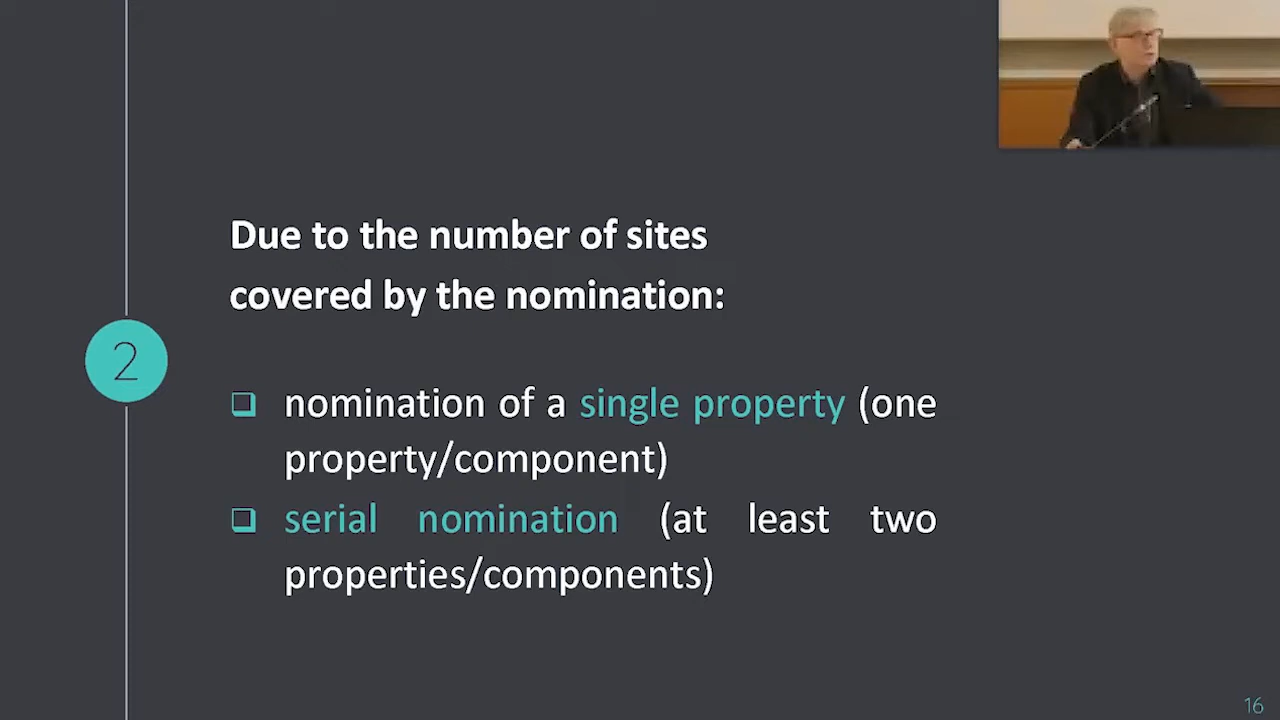 Due to the number of sites
covered by the nomination:
2
nomination of a single property (one
property/component)
serial nomination (at least two
properties/components)
16